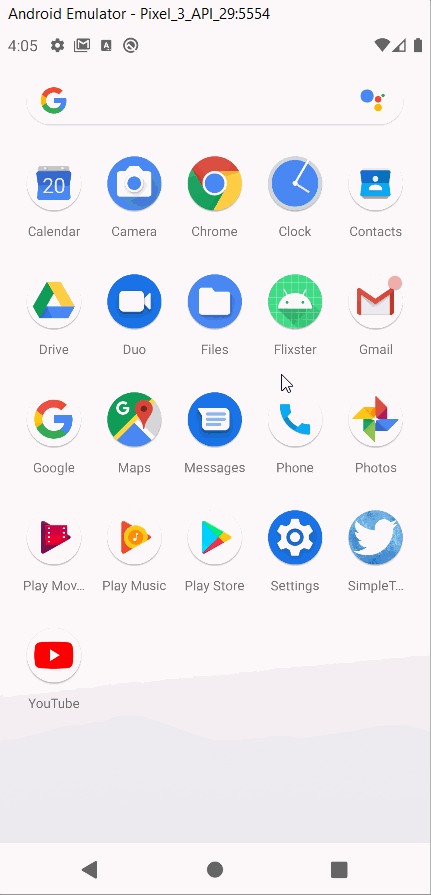 Android Emulator - Pixel_3_API_29:5554
4:05
Calendar Camera Chrome Clock Contacts
Drive Duo Files Flixster Gmail
Google Maps Messages Phone Photos
Play Mov... Play Music Play Store Settings SimpleT...
YouTube